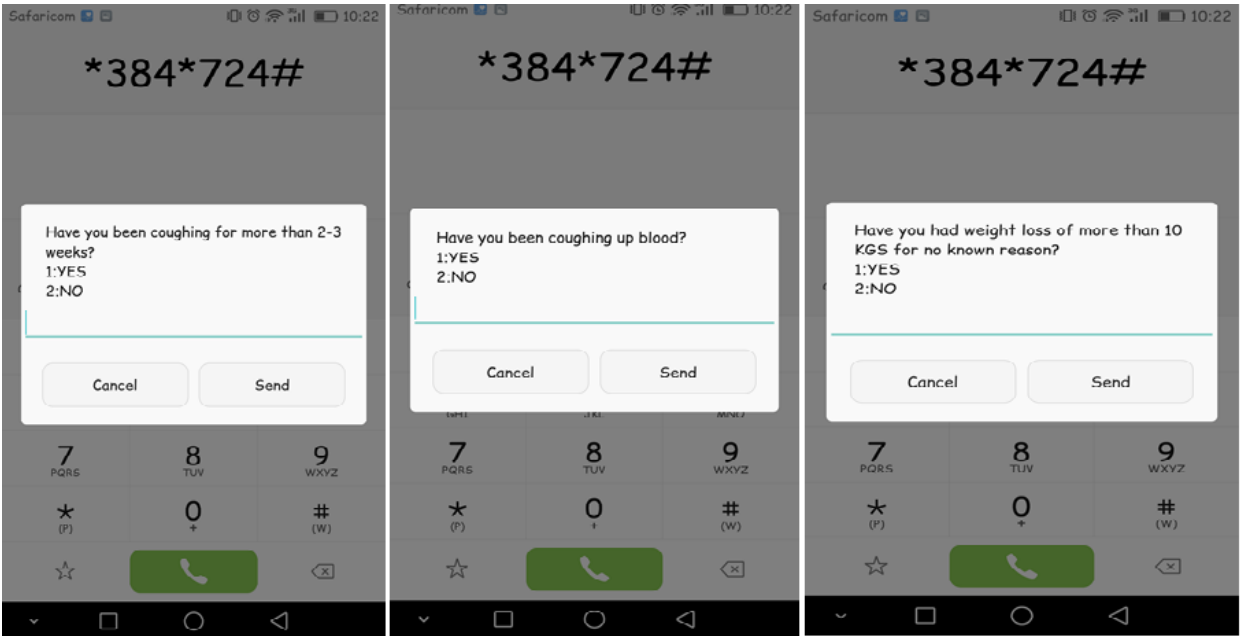 Safaricom 10:22
*384*724#
Have you been coughing for more than 2-3
weeks?
1:YES
2:NO
Cancel Send
7 8 9
PQRS TUV WXYZ
* 0 #
(P) + (W)
Safaricom 10:22
*384*724#
Have you been coughing up blood?
1:YES
2:NO
Cancel Send
GHI JKL MNO
7 8 9
PQRS TUV WXYZ
* 0 #
(P) + (W)
Safaricom 10:22
*384*724#
Have you had weight loss of more than 10
KGS for no known reason?
1:YES
2:NO
Cancel Send
7 8 9
PQRS TUV WXYZ
* 0 #
(P) + (W)